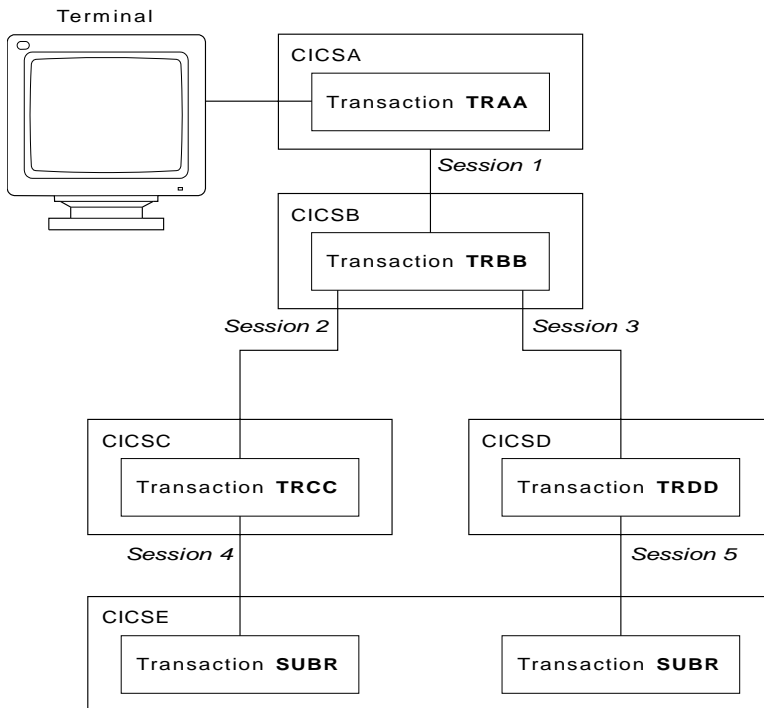 Terminal
CICSA
Transaction TRAA
Session 1
CICSB
Transaction TRBB
Session 2
Session 3
CICSC
Transaction TRCC
CICSD
Transaction TRDD
Session 4
Session 5
CICSE
Transaction SUBR
Transaction SUBR